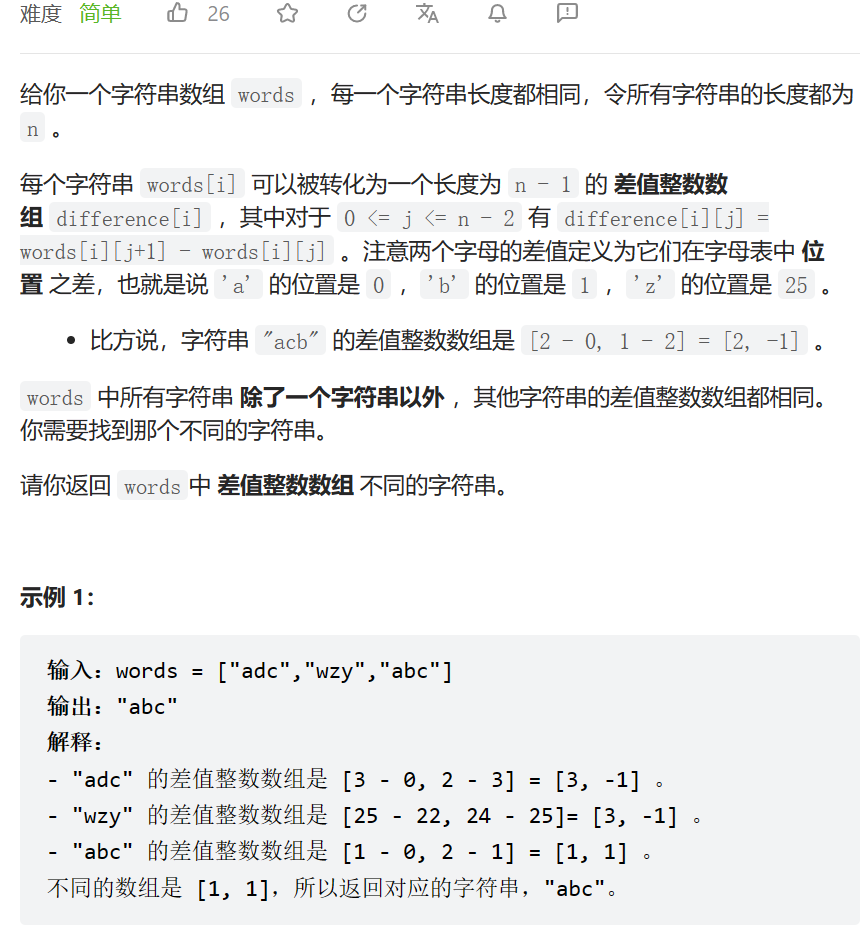 难度 简单 26
给你一个字符串数组 words ，每一个字符串长度都相同，令所有字符串的长度都为
n 。
每个字符串 words[i] 可以被转化为一个长度为 n - 1 的 差值整数数
组 difference[i] ，其中对于 0 <= j <= n - 2 有 difference[i][j] =
words[i][j+1] - words[i][j] 。注意两个字母的差值定义为它们在字母表中 位
置 之差，也就是说 'a' 的位置是 0 ，'b' 的位置是 1 ，'z' 的位置是 25 。
• 比方说，字符串 "acb" 的差值整数数组是 [2 - 0, 1 - 2] = [2, -1] 。
words 中所有字符串 除了一个字符串以外 ，其他字符串的差值整数数组都相同。
你需要找到那个不同的字符串。
请你返回 words中 差值整数数组 不同的字符串。
示例 1：
输入：words = ["adc","wzy","abc"]
输出："abc"
解释：
- "adc" 的差值整数数组是 [3 - 0, 2 - 3] = [3, -1] 。
- "wzy" 的差值整数数组是 [25 - 22, 24 - 25]= [3, -1] 。
- "abc" 的差值整数数组是 [1 - 0, 2 - 1] = [1, 1] 。
不同的数组是 [1, 1]，所以返回对应的字符串，"abc"。